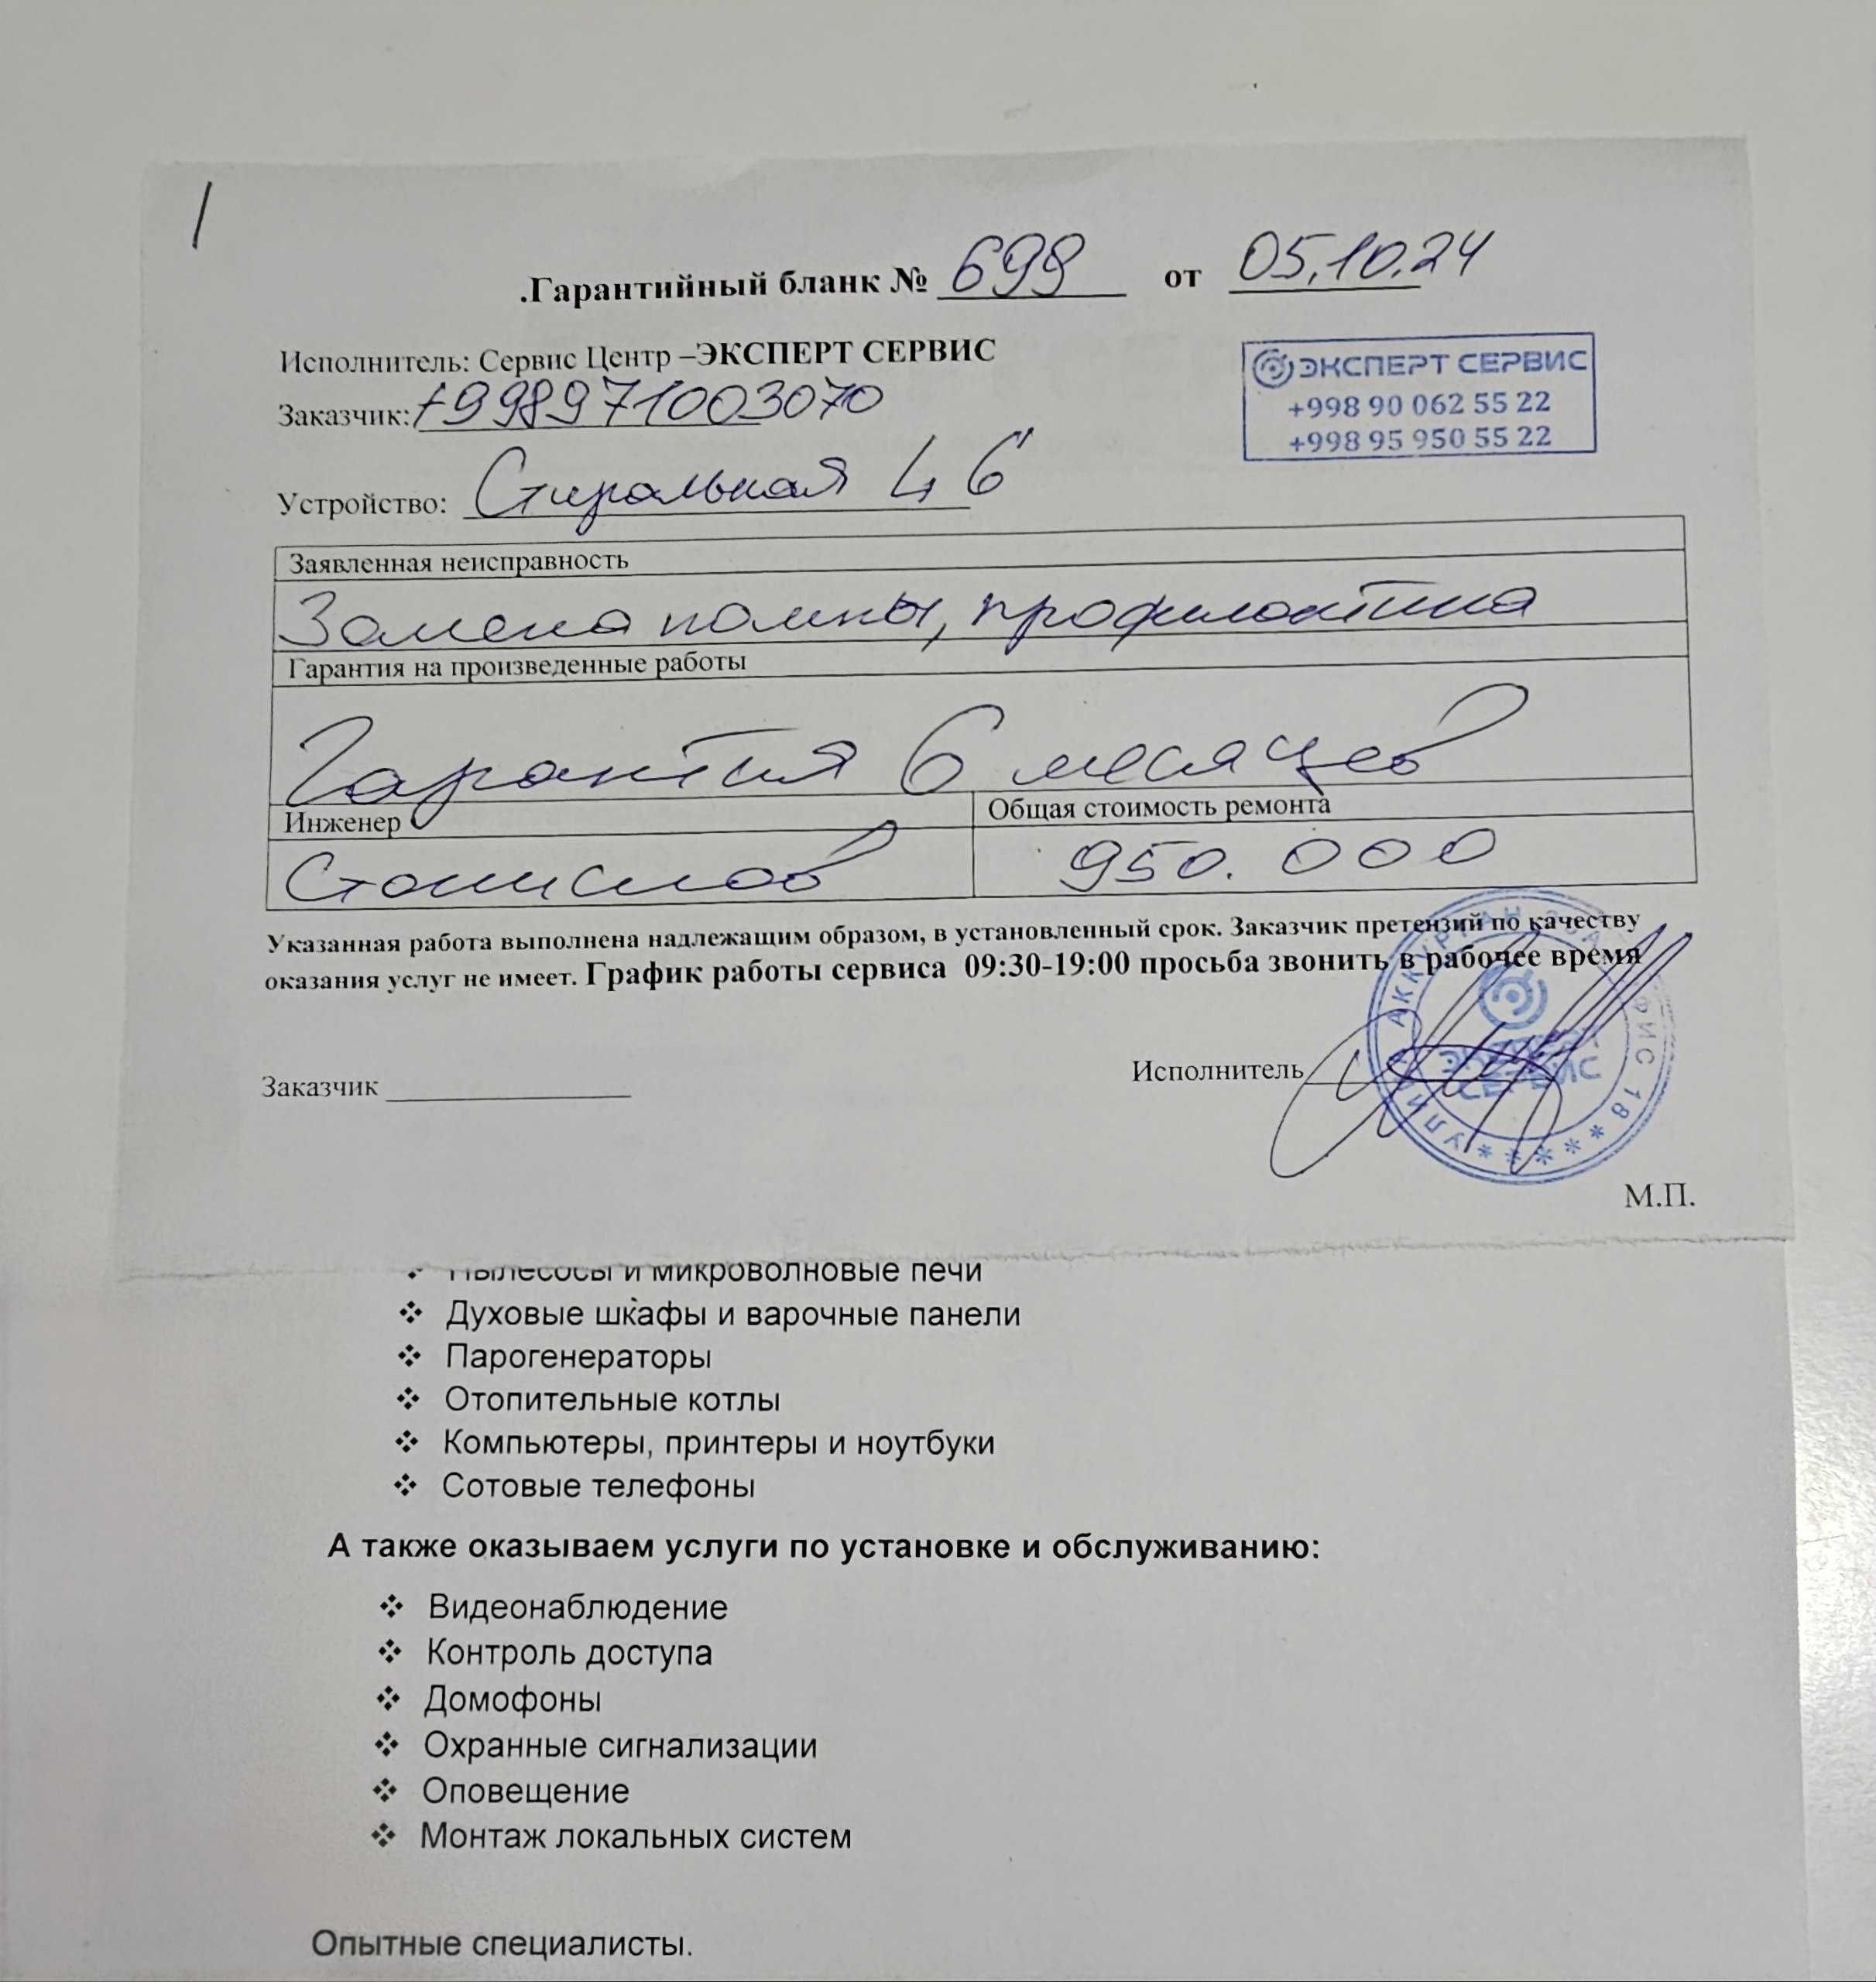 .Гарантийный бланк № 698 от 05.10.24
Исполнитель: Сервис Центр –ЭКСПЕРТ СЕРВИС
Заказчик: +998971003070
ЭКСПЕРТ СЕРВИС
+998 90 062 55 22
+998 95 950 55 22
Устройство: Стиральная
Заявленная неисправность
Замена помпы, профилактика
Гарантия на произведенные работы
Гарантия 6 месяцев
Инженер
Общая стоимость ремонта
Станислав
950.000
Указанная работа выполнена надлежащим образом, в установленный срок. Заказчик претензий по качеству
оказания услуг не имеет. График работы сервиса 09:30-19:00 просьба звонить в рабочее время
Заказчик
Исполнитель
ЭКСПЕРТ
СЕРВИС
М.П.
Пылесосы и микроволновые печи
Духовые шкафы и варочные панели
Парогенераторы
Отопительные котлы
Компьютеры, принтеры и ноутбуки
Сотовые телефоны
А также оказываем услуги по установке и обслуживанию:
Видеонаблюдение
Контроль доступа
Домофоны
Охранные сигнализации
Оповещение
Монтаж локальных систем
Опытные специалисты.